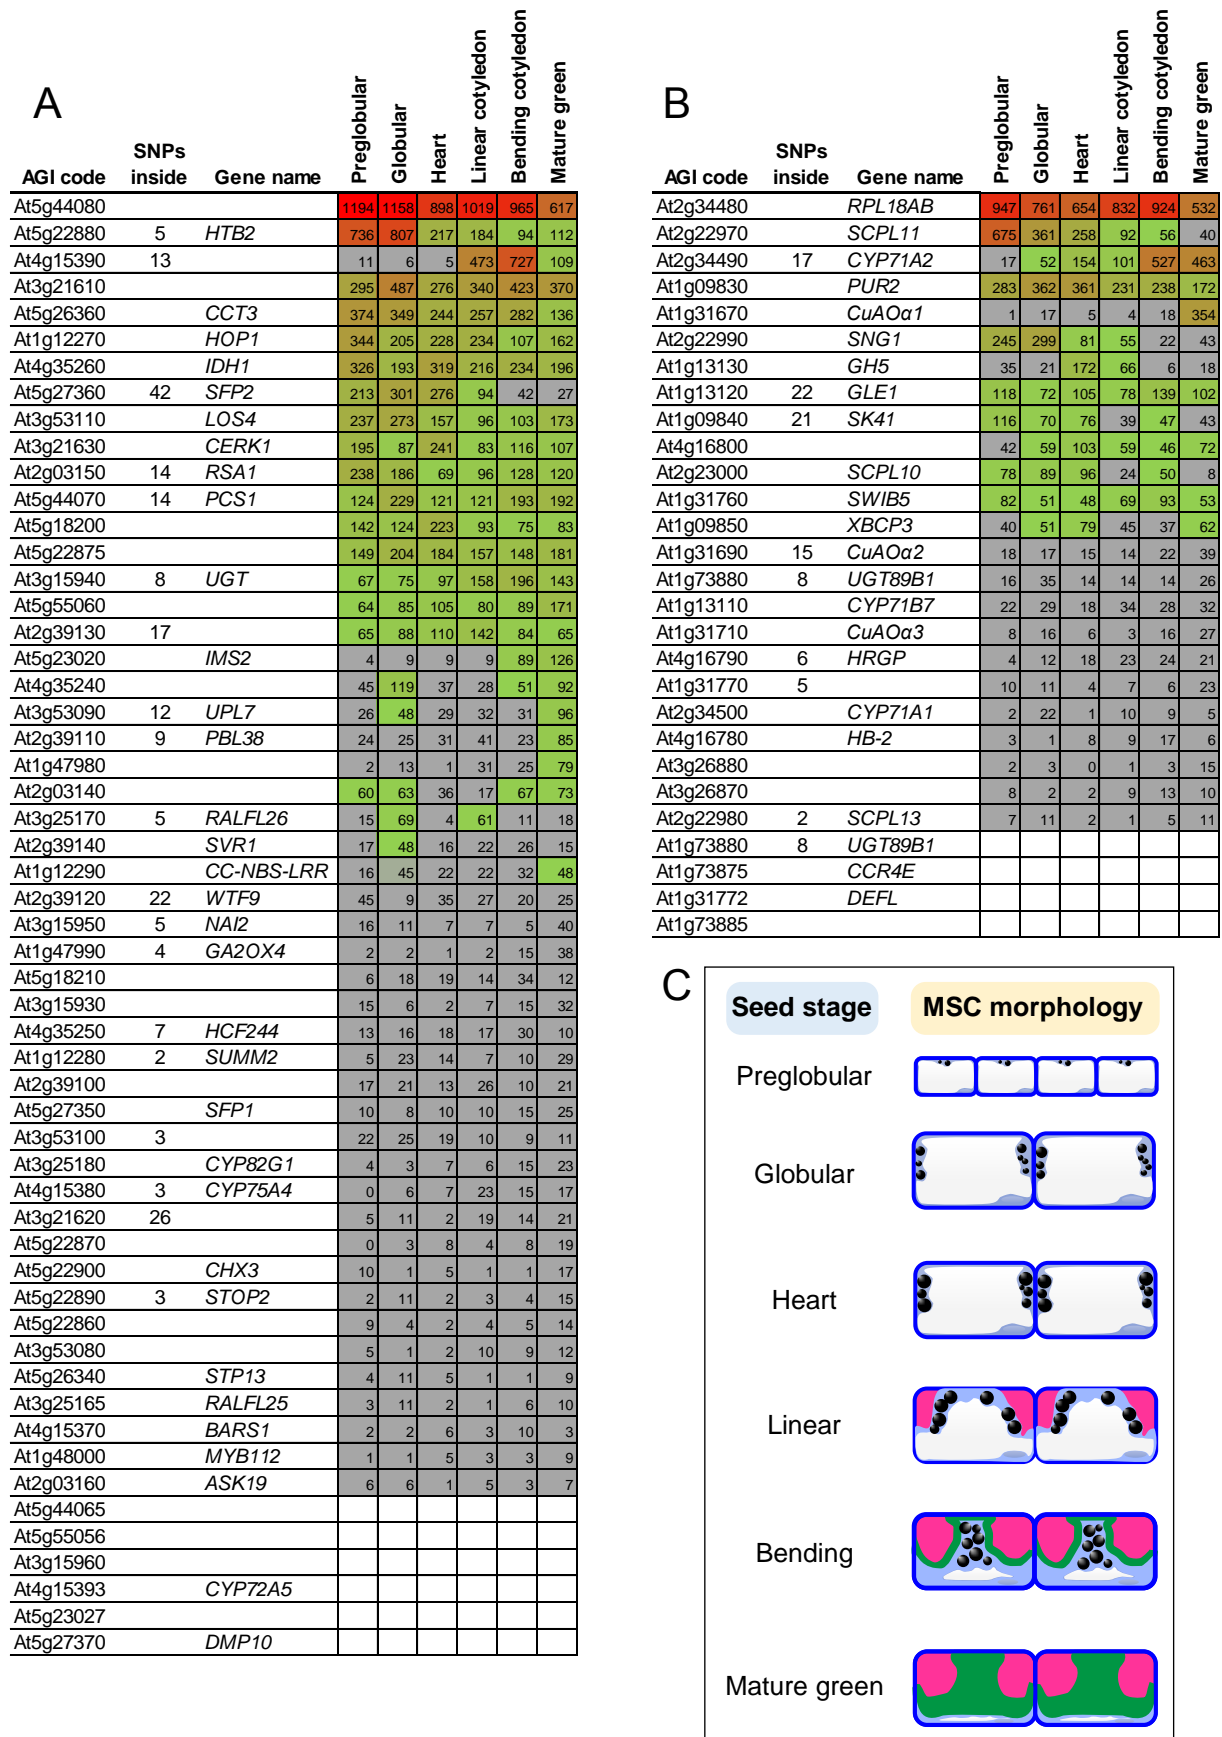 A
AGI code SNPs inside Gene name Preglobular Globular Heart Linear cotyledon Bending cotyledon Mature green
At5g44080 1194 1158 898 1019 965 617
At5g22880 5 HTB2 736 807 217 184 94 112
At4g15390 13 11 6 5 473 727 109
At3g21610 295 487 276 340 423 370
At5g26360 CCT3 374 349 244 257 282 136
At1g12270 HOP1 344 205 228 234 107 162
At4g35260 IDH1 326 193 319 216 234 196
At5g27360 42 SFP2 213 301 276 94 42 27
At3g53110 LOS4 237 273 157 96 103 173
At3g21630 CERK1 195 87 241 83 116 107
At2g03150 14 RSA1 238 186 69 96 128 120
At5g44070 14 PCS1 124 229 121 121 193 192
At5g18200 142 124 223 93 75 83
At5g22875 149 204 184 157 148 181
At3g15940 8 UGT 67 75 97 158 196 143
At5g55060 64 85 105 80 89 171
At2g39130 17 65 88 110 142 84 65
At5g23020 IMS2 4 9 9 9 89 126
At4g35240 45 119 37 28 51 92
At3g53090 12 UPL7 26 48 29 32 31 96
At2g39110 9 PBL38 24 25 31 41 23 85
At1g47980 2 13 1 31 25 79
At2g03140 60 63 36 17 67 73
At3g25170 5 RALFL26 15 69 4 61 11 18
At2g39140 SVR1 17 48 16 22 26 15
At1g12290 CC-NBS-LRR 16 45 22 22 32 48
At2g39120 22 WTF9 45 9 35 27 20 25
At3g15950 5 NAI2 16 11 7 7 5 40
At1g47990 4 GA2OX4 2 2 1 2 15 38
At5g18210 6 18 19 14 34 12
At3g15930 15 6 2 7 15 32
At4g35250 7 HCF244 13 16 18 17 30 10
At1g12280 2 SUMM2 5 23 14 7 10 29
At2g39100 17 21 13 26 10 21
At5g27350 SFP1 10 8 10 10 15 25
At3g53100 3 22 25 19 10 9 11
At3g25180 CYP82G1 4 3 7 6 15 23
At4g15380 3 CYP75A4 0 6 7 23 15 17
At3g21620 26 5 11 2 19 14 21
At5g22870 0 3 8 4 8 19
At5g22900 CHX3 10 1 5 1 1 17
At5g22890 3 STOP2 2 11 2 3 4 15
At5g22860 9 4 2 4 5 14
At3g53080 5 1 2 10 9 12
At5g26340 STP13 4 11 5 1 1 9
At3g25165 RALFL25 3 11 2 1 6 10
At4g15370 BARS1 2 2 6 3 10 3
At1g48000 MYB112 1 1 5 3 3 9
At2g03160 ASK19 6 6 1 5 3 7
At5g44065
At5g55056
At3g15960
At4g15393 CYP72A5
At5g23027
At5g27370 DMP10
B
AGI code SNPs inside Gene name Preglobular Globular Heart Linear cotyledon Bending cotyledon Mature green
At2g34480 RPL18AB 947 761 654 832 924 532
At2g22970 SCPL11 675 361 258 92 56 40
At2g34490 17 CYP71A2 17 52 154 101 527 463
At1g09830 PUR2 283 362 361 231 238 172
At1g31670 CuAOα1 1 17 5 4 18 354
At2g22990 SNG1 245 299 81 55 22 43
At1g13130 GH5 35 21 172 66 6 18
At1g13120 22 GLE1 118 72 105 78 139 102
At1g09840 21 SK41 116 70 76 39 47 43
At4g16800 42 59 103 59 46 72
At2g23000 SCPL10 78 89 96 24 50 8
At1g31760 SWIB5 82 51 48 69 93 53
At1g09850 XBCP3 40 51 79 45 37 62
At1g31690 15 CuAOα2 18 17 15 14 22 39
At1g73880 8 UGT89B1 16 35 14 14 14 26
At1g13110 CYP71B7 22 29 18 34 28 32
At1g31710 CuAOα3 8 16 6 3 16 27
At4g16790 6 HRGP 4 12 18 23 24 21
At1g31770 5 10 11 4 7 6 23
At2g34500 CYP71A1 2 22 1 10 9 5
At4g16780 HB-2 3 1 8 9 17 6
At3g26880 2 3 0 1 3 15
At3g26870 8 2 2 9 13 10
At2g22980 2 SCPL13 7 11 2 1 5 11
At1g73880 8 UGT89B1
At1g73875 CCR4E
At1g31772 DEFL
At1g73885
C
Seed stage MSC morphology
Preglobular
Globular
Heart
Linear
Bending
Mature green